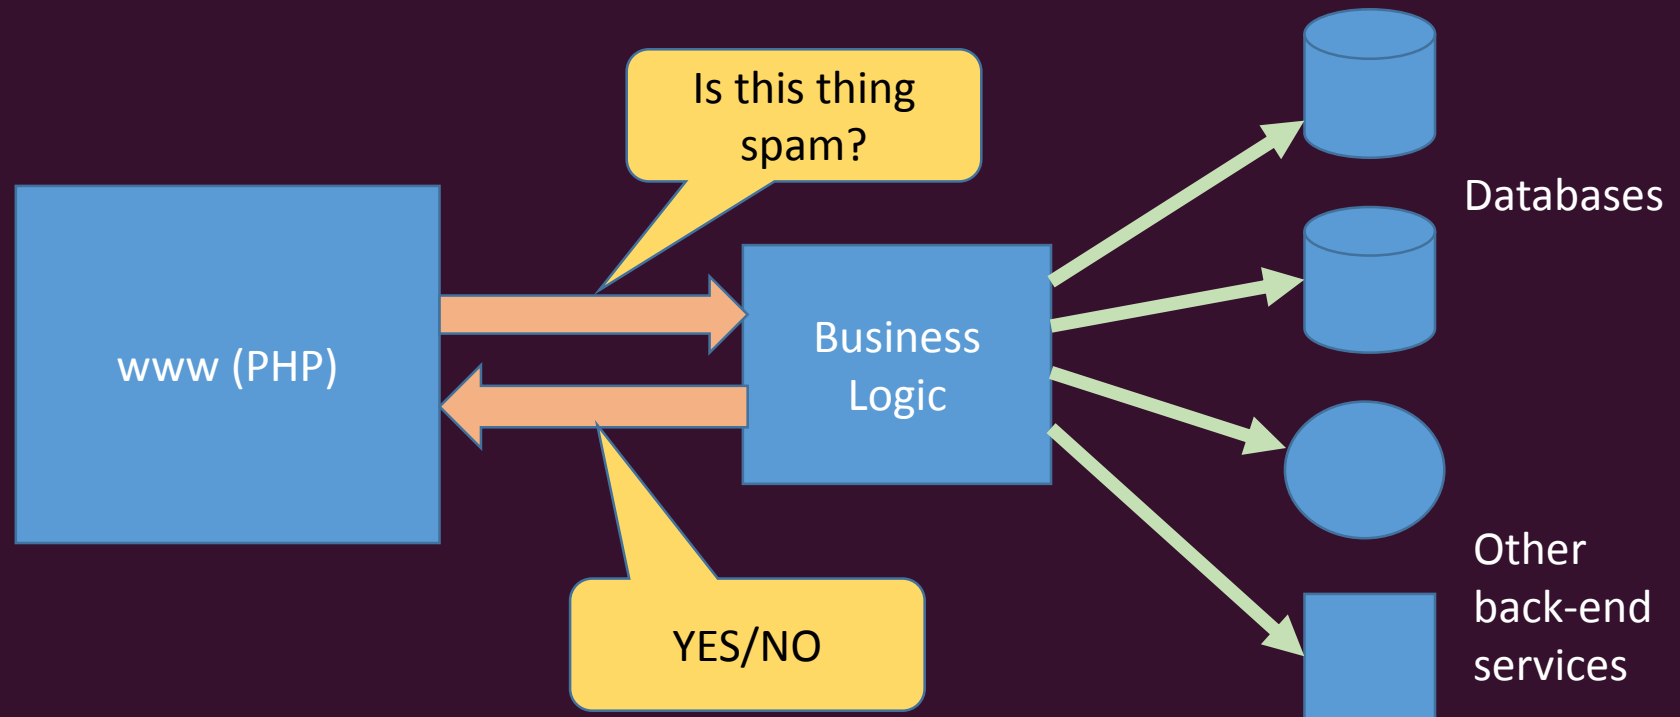 Is this thing
spam?
www (PHP)
Business
Logic
YES/NO
Databases
Other
back-end
services